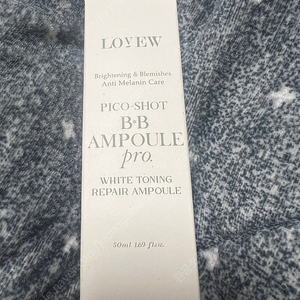 LOYEW
Brightening & Blemishes
Anti Melanin Care
PICO-SHOT
B·B
AMPOULE
pro.
WHITE TONING
REPAIR AMPOULE
50ml 1.69 fl.oz.